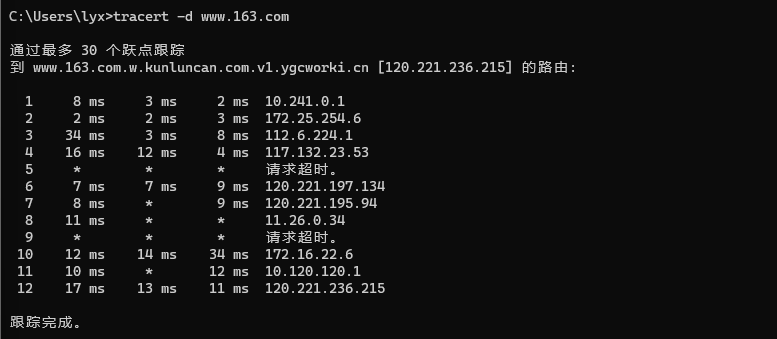 C:\Users\lyx>tracert -d www.163.com
通过最多 30 个跃点跟踪
到 www.163.com.w.kunluncan.com.v1.ygcworki.cn [120.221.236.215] 的路由:
1 8 ms 3 ms 2 ms 10.241.0.1
2 2 ms 2 ms 3 ms 172.25.254.6
3 34 ms 3 ms 8 ms 112.6.224.1
4 16 ms 12 ms 4 ms 117.132.23.53
5 * * * 请求超时。
6 7 ms 7 ms 9 ms 120.221.197.134
7 8 ms * 9 ms 120.221.195.94
8 11 ms * * 11.26.0.34
9 * * * 请求超时。
10 12 ms 14 ms 34 ms 172.16.22.6
11 10 ms * 12 ms 10.120.120.1
12 17 ms 13 ms 11 ms 120.221.236.215
跟踪完成。